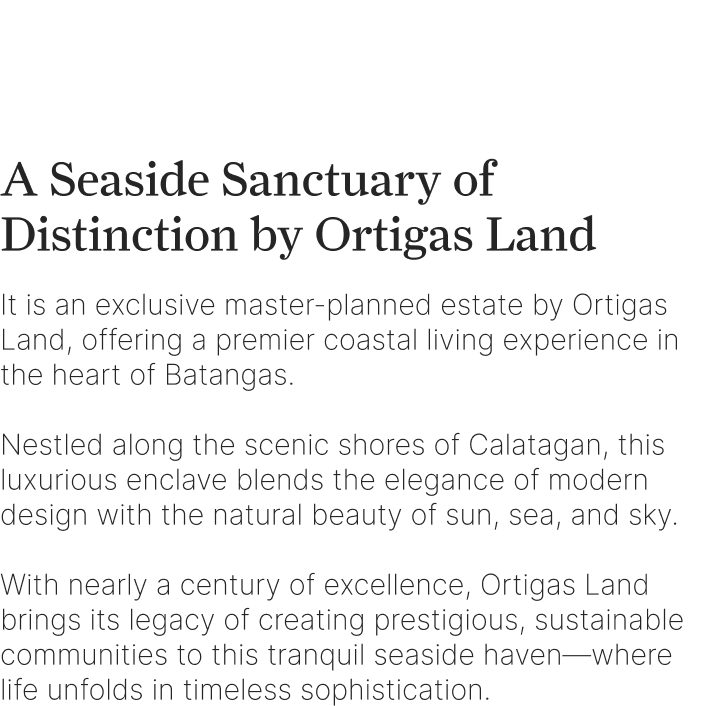 A Seaside Sanctuary of
Distinction by Ortigas Land
It is an exclusive master-planned estate by Ortigas
Land, offering a premier coastal living experience in
the heart of Batangas.
Nestled along the scenic shores of Calatagan, this
luxurious enclave blends the elegance of modern
design with the natural beauty of sun, sea, and sky.
With nearly a century of excellence, Ortigas Land
brings its legacy of creating prestigious, sustainable
communities to this tranquil seaside haven—where
life unfolds in timeless sophistication.